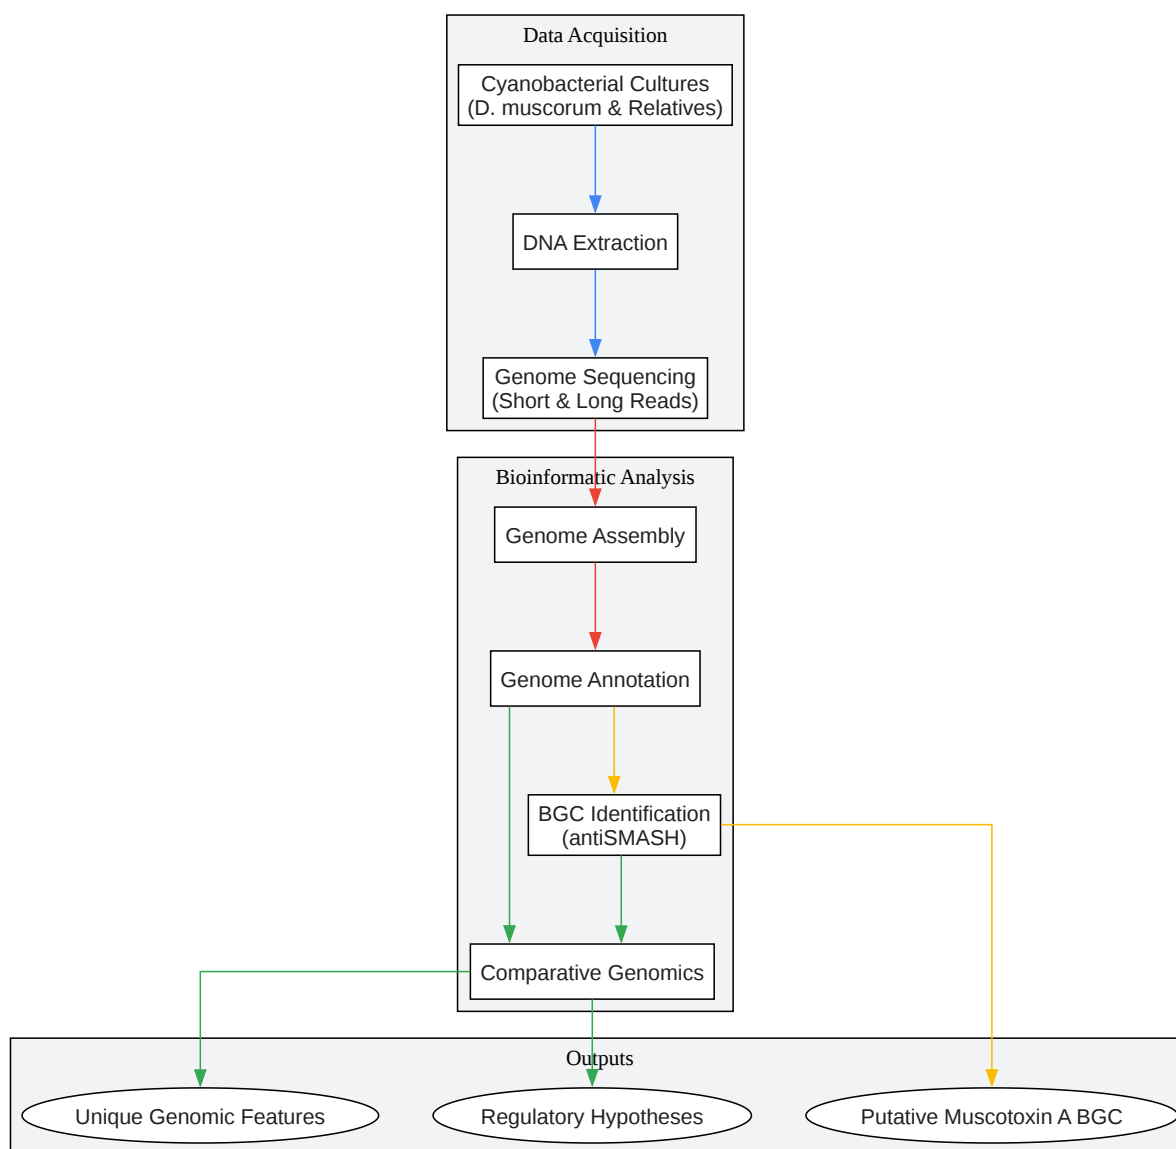 Data Acquisition
Cyanobacterial Cultures
(D. muscorum & Relatives)
DNA Extraction
Genome Sequencing
(Short & Long Reads)
Bioinformatic Analysis
Genome Assembly
Genome Annotation
BGC Identification
(antiSMASH)
Comparative Genomics
Outputs
Unique Genomic Features
Regulatory Hypotheses
Putative Muscotoxin A BGC